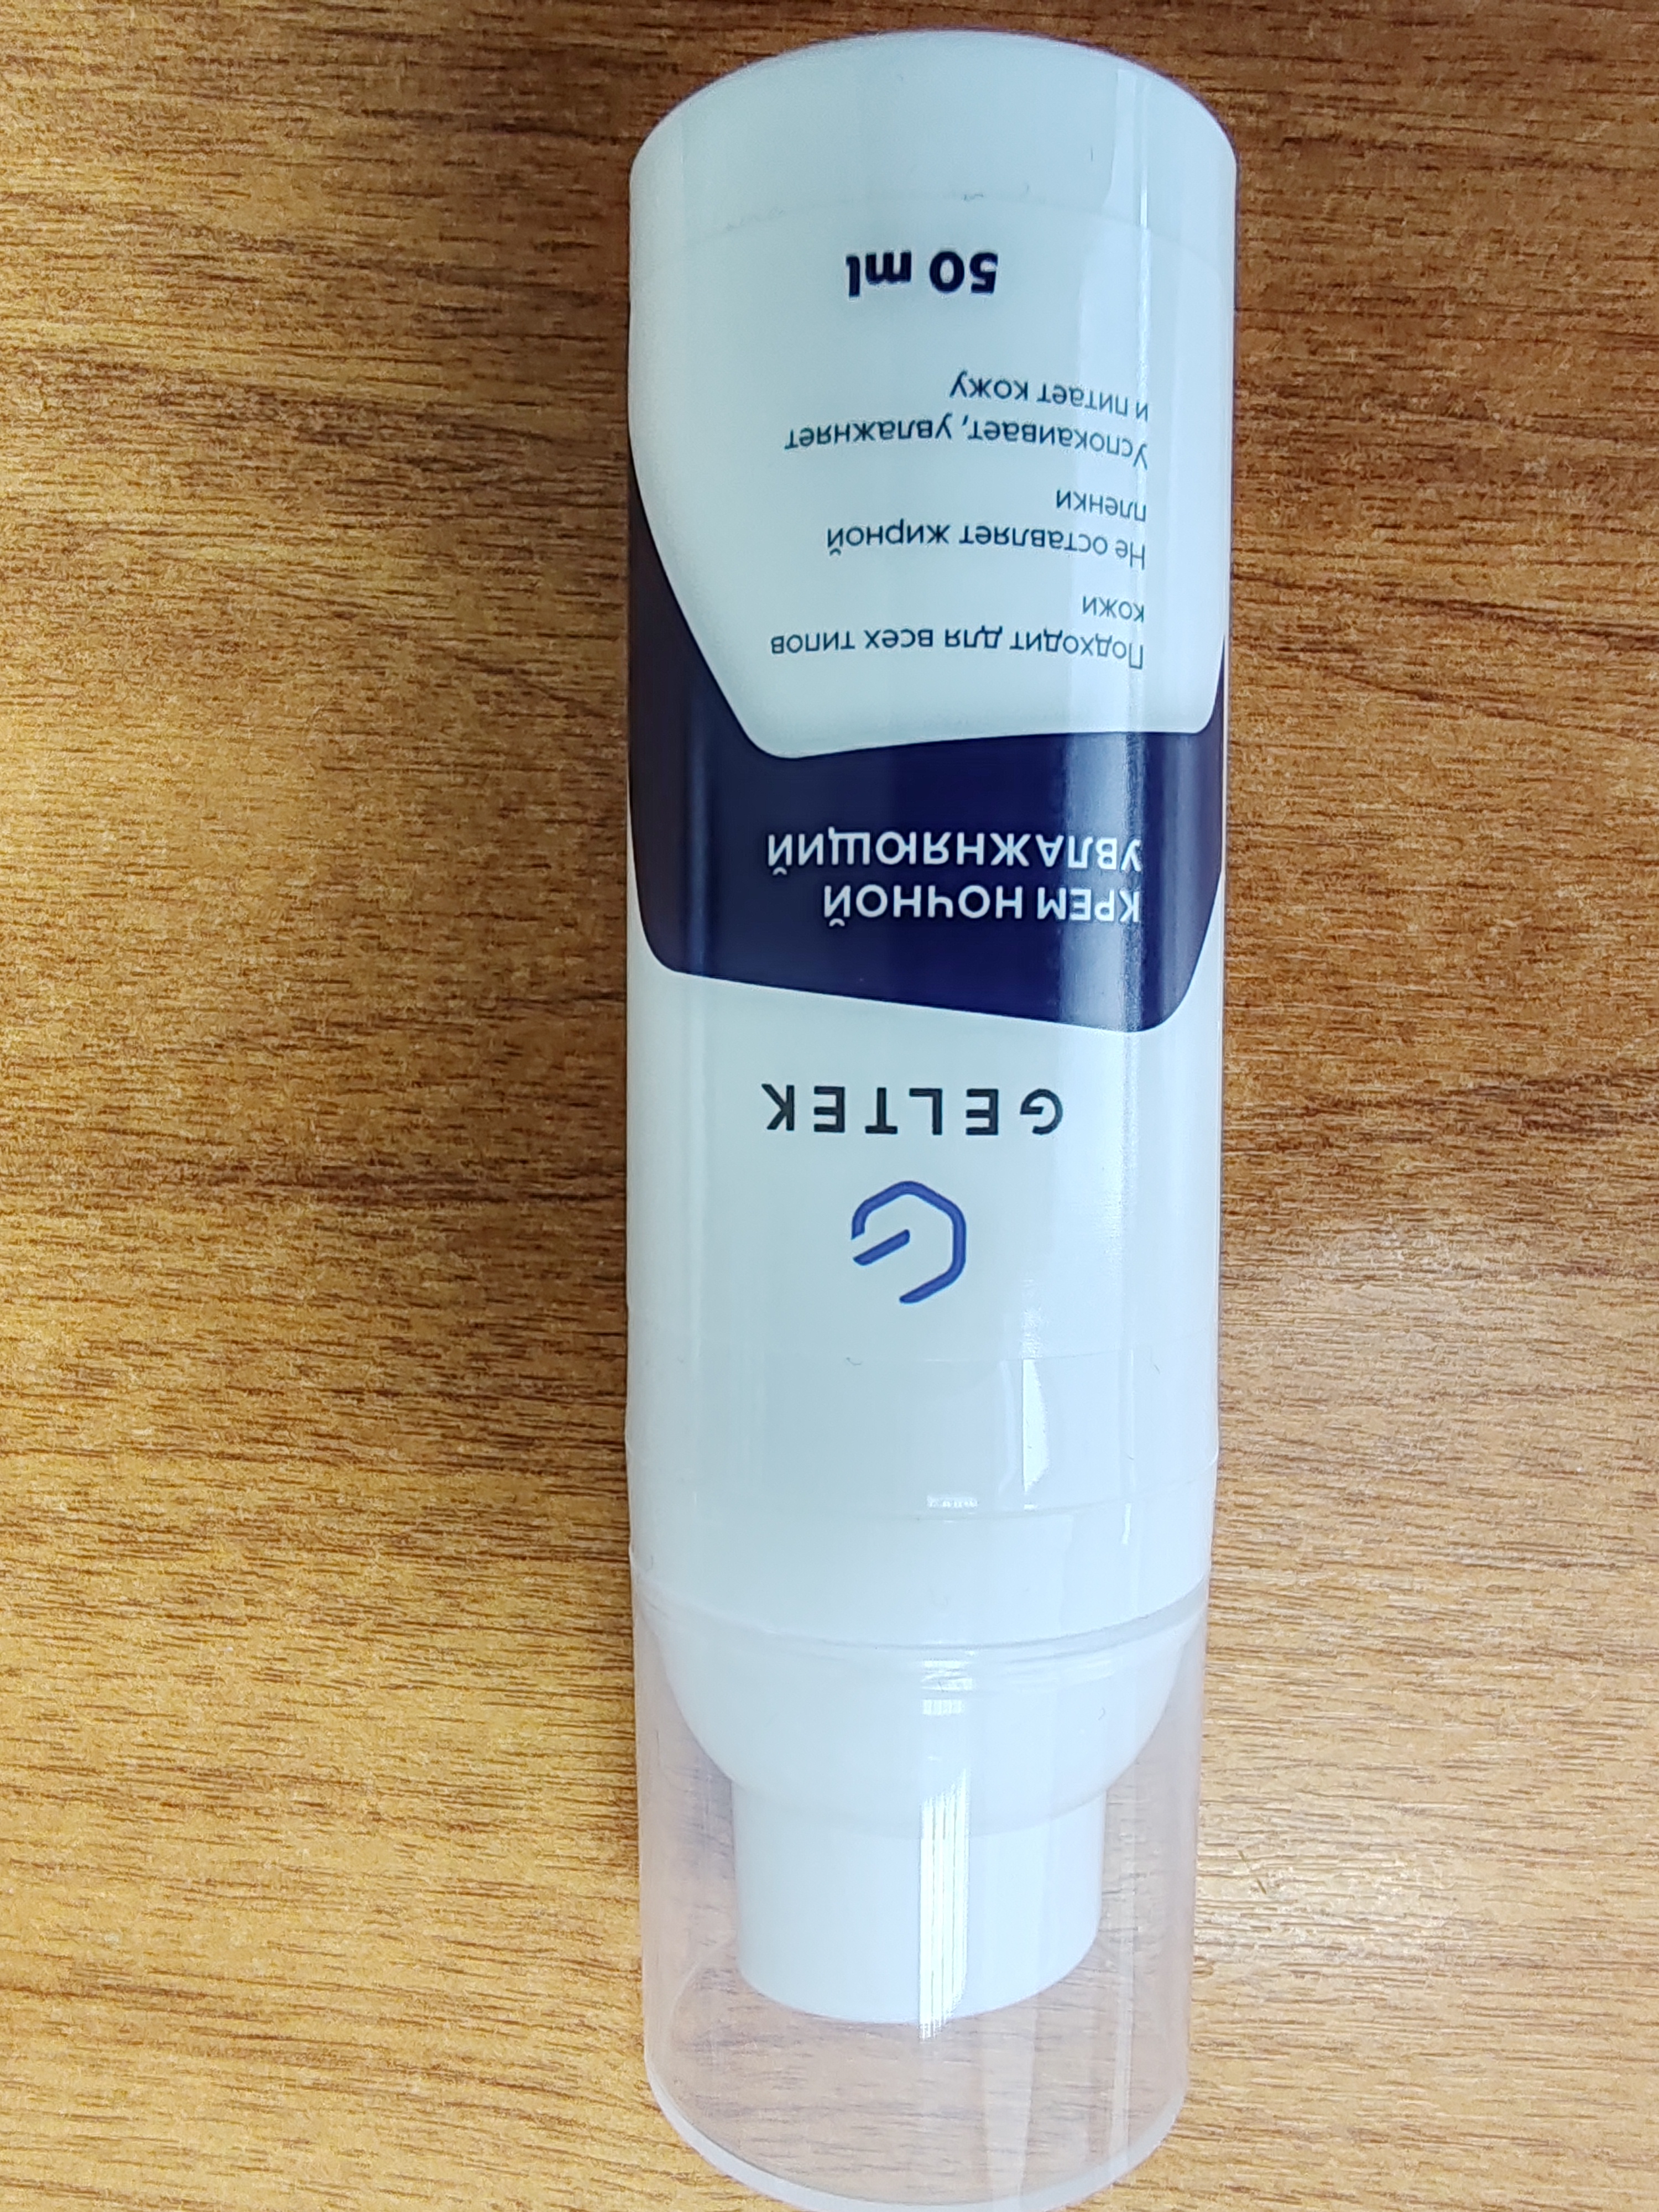 GELTEK
КРЕМ НОЧНОЙ
УВЛАЖНЯЮЩИЙ
Подходит для всех типов
кожи
Не оставляет жирной
пленки
Успокаивает, увлажняет
и питает кожу
50 ml